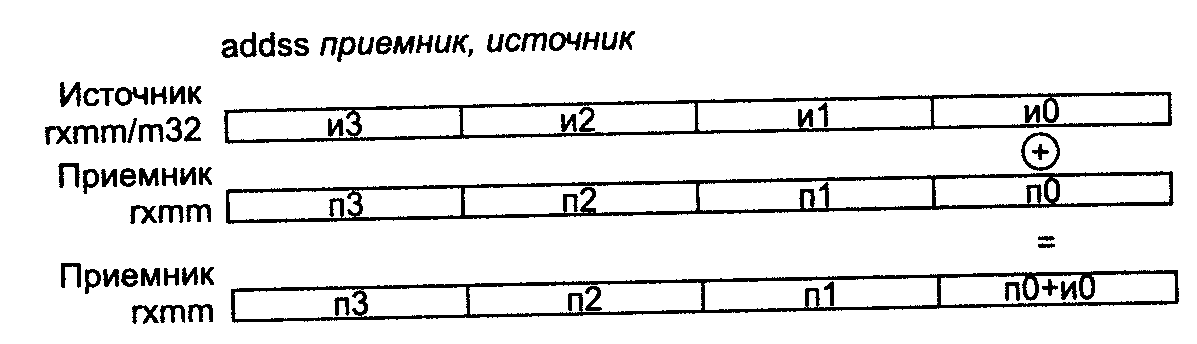 addss приемник, источник
Источник
rxmm/m32 и3 и2 и1 и0
+
Приемник
rxmm п3 п2 п1 п0
=
Приемник
rxmm п3 п2 п1 п0+и0